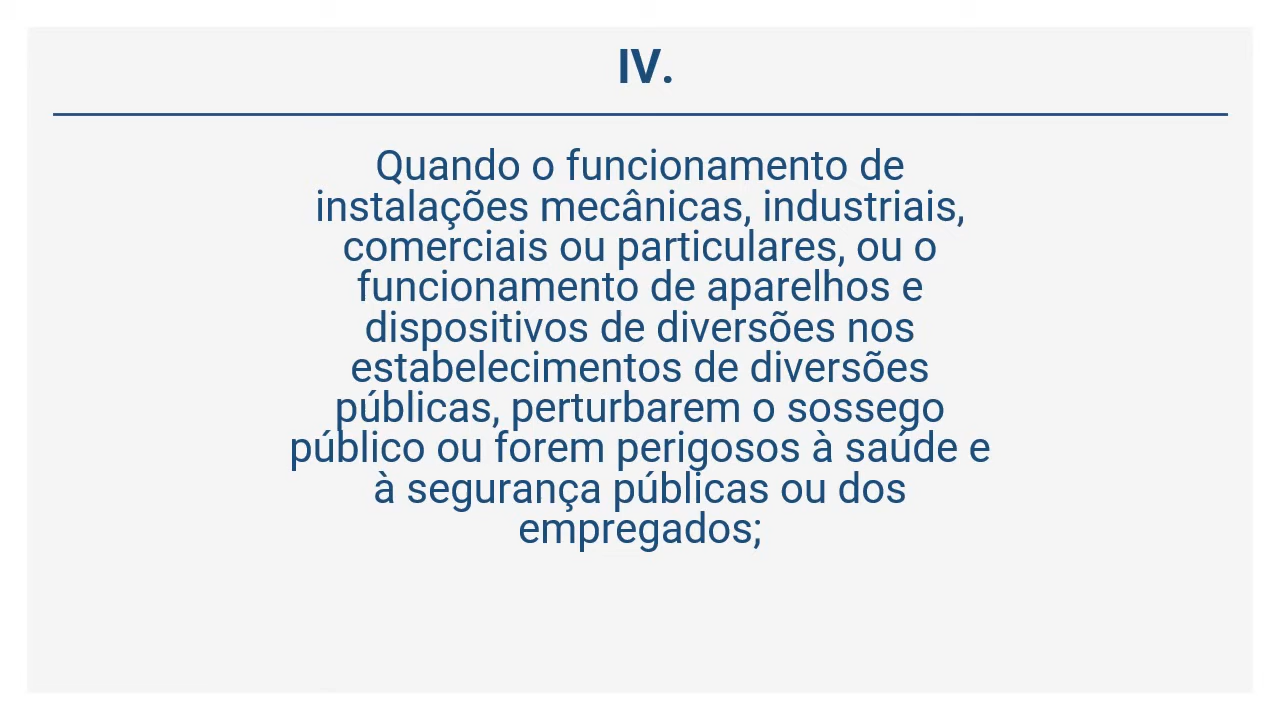 IV.
Quando o funcionamento de
instalações mecânicas, industriais,
comerciais ou particulares, ou o
funcionamento de aparelhos e
dispositivos de diversões nos
estabelecimentos de diversões
públicas, perturbarem o sossego
público ou forem perigosos à saúde e
à segurança públicas ou dos
empregados;